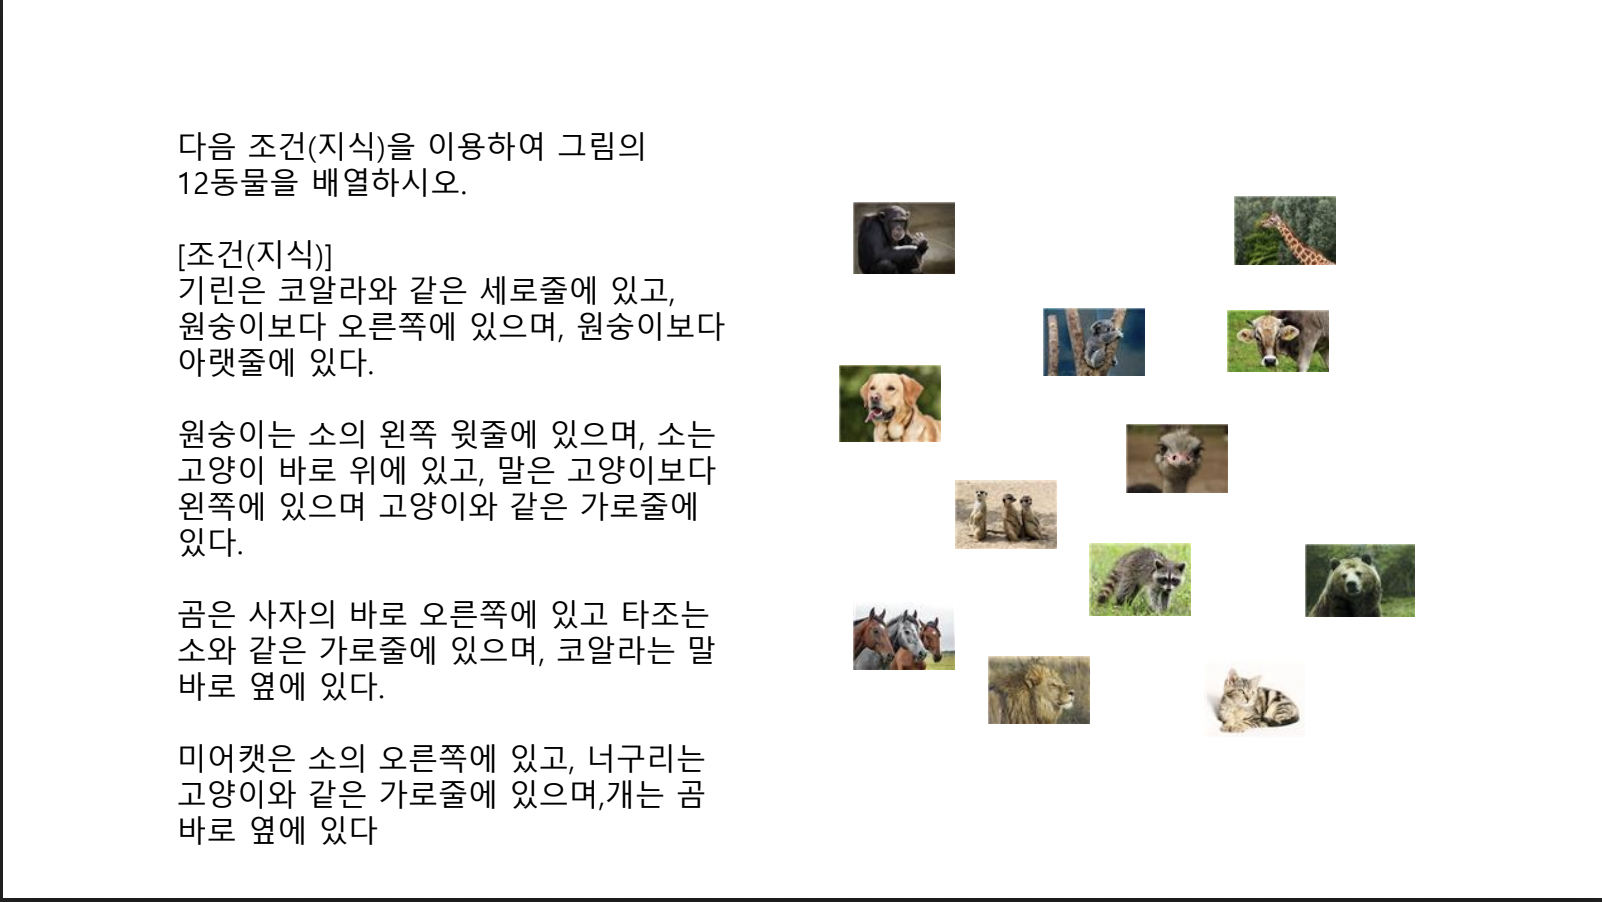 다음 조건(지식)을 이용하여 그림의
12동물을 배열하시오.
[조건(지식)]
기린은 코알라와 같은 세로줄에 있고,
원숭이보다 오른쪽에 있으며, 원숭이보다
아랫줄에 있다.
원숭이는 소의 왼쪽 윗줄에 있으며, 소는
고양이 바로 위에 있고, 말은 고양이보다
왼쪽에 있으며 고양이와 같은 가로줄에
있다.
곰은 사자의 바로 오른쪽에 있고 타조는
소와 같은 가로줄에 있으며, 코알라는 말
바로 옆에 있다.
미어캣은 소의 오른쪽에 있고, 너구리는
고양이와 같은 가로줄에 있으며,개는 곰
바로 옆에 있다